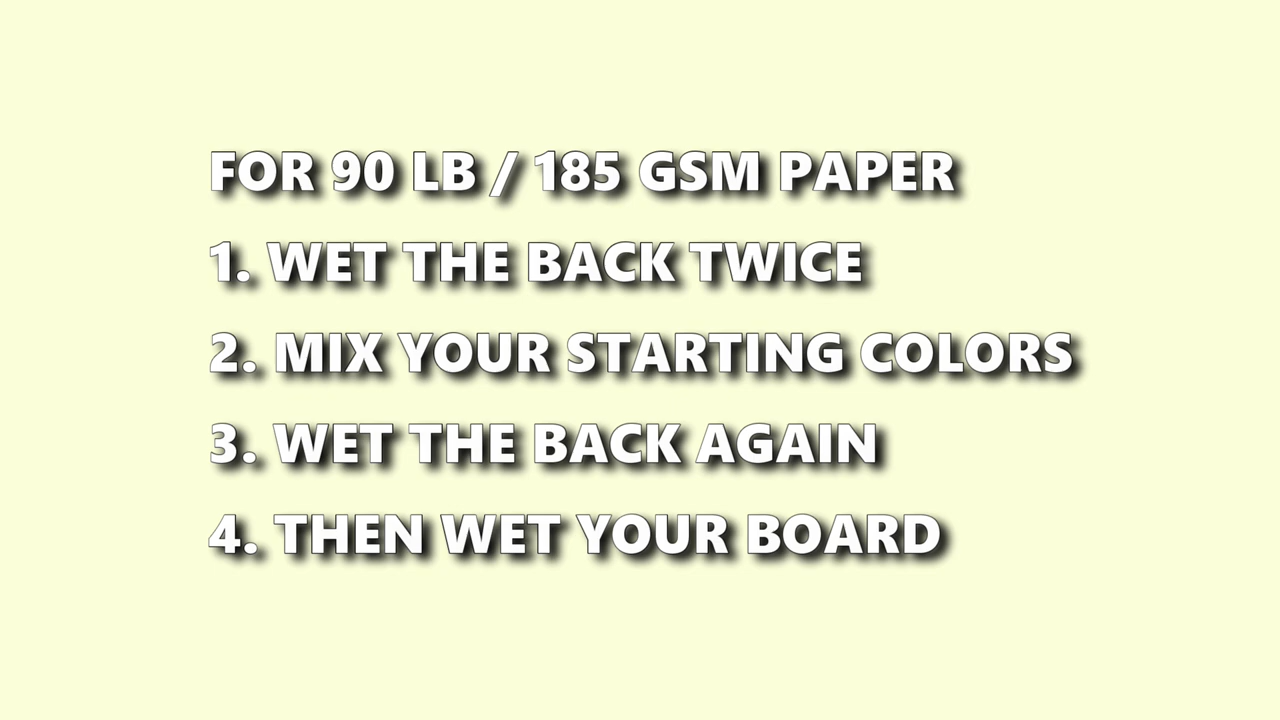 FOR 90 LB / 185 GSM PAPER
1. WET THE BACK TWICE
2. MIX YOUR STARTING COLORS
3. WET THE BACK AGAIN
4. THEN WET YOUR BOARD